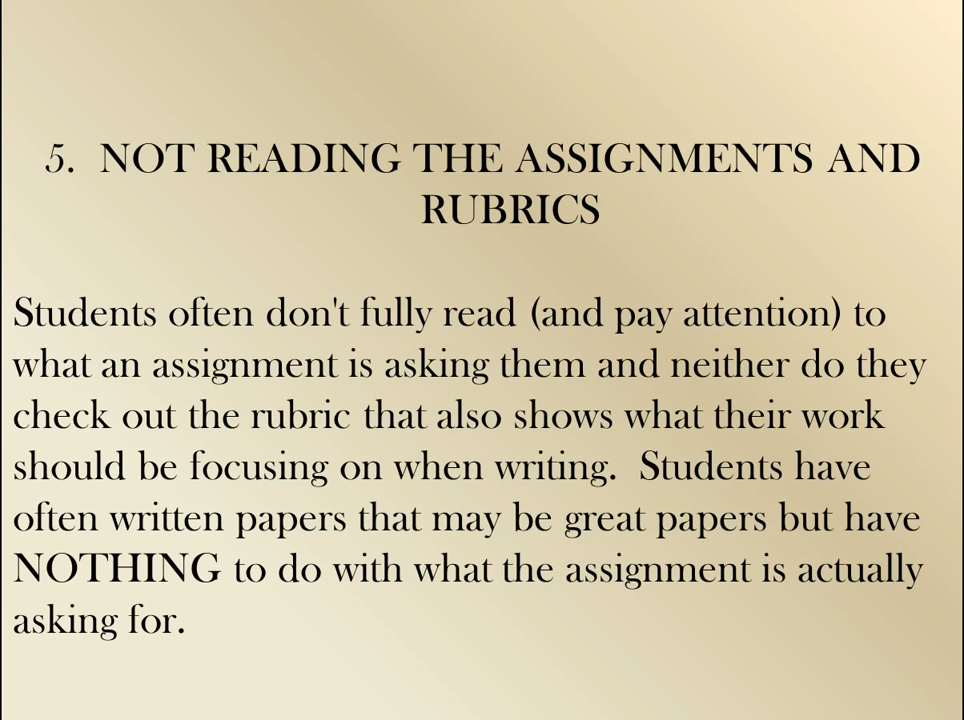 5. NOT READING THE ASSIGNMENTS AND
RUBRICS
Students often don't fully read (and pay attention) to
what an assignment is asking them and neither do they
check out the rubric that also shows what their work
should be focusing on when writing. Students have
often written papers that may be great papers but have
NOTHING to do with what the assignment is actually
asking for.